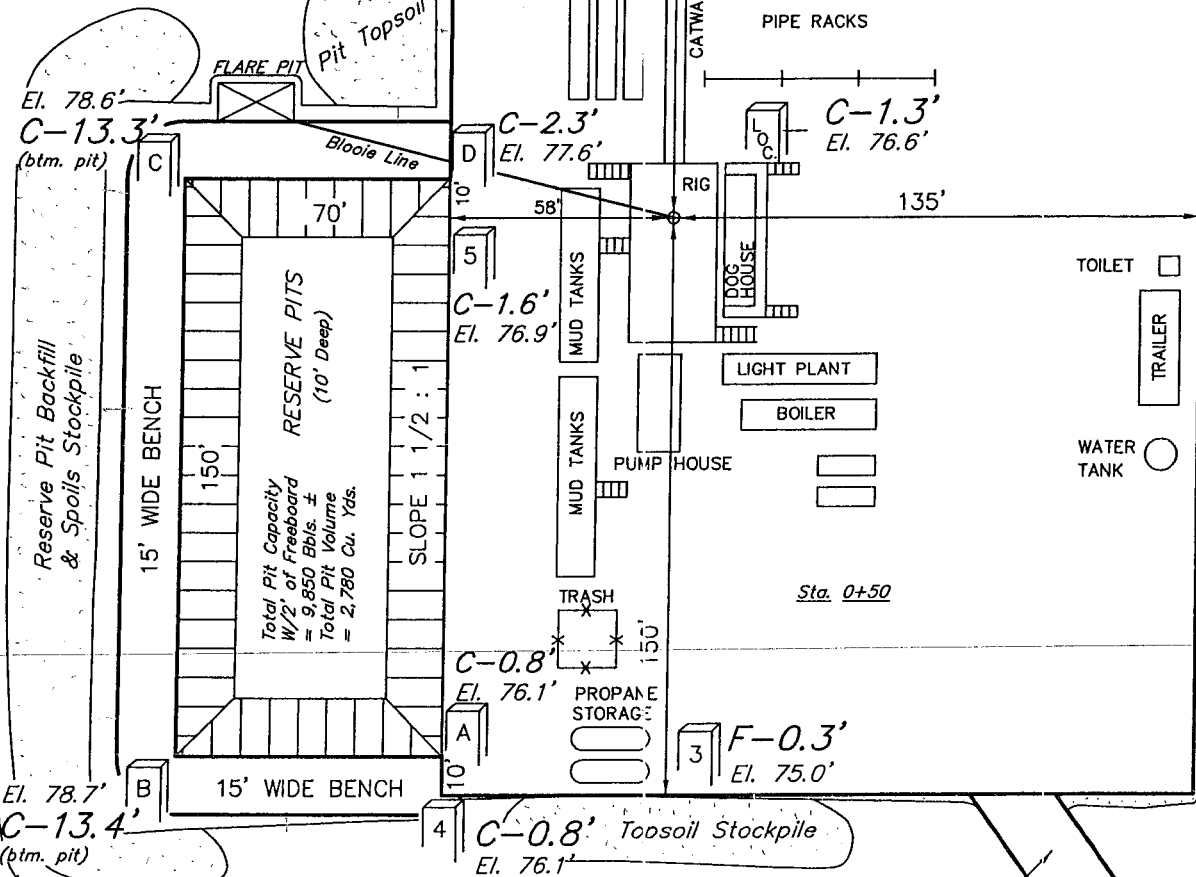 Pit Topsoil
CATWA
PIPE RACKS
FLARE PIT
El. 78.6'
C-13.3'
(btm. pit)
C
Blooie Line
D
C-2.3'
El. 77.6'
LOC.
C-1.3'
El. 76.6'
RIG
70'
10'
58'
135'
5
C-1.6'
El. 76.9'
MUD TANKS
DOG HOUSE
TOILET
TRAILER
Reserve Pit Backfill
& Spoils Stockpile
15' WIDE BENCH
150'
RESERVE PITS
(10' Deep)
Total Pit Capacity
W/2' of Freeboard
= 9,850 Bbls. ±
Total Pit Volume
= 2,780 Cu. Yds.
SLOPE 1 1/2 : 1
LIGHT PLANT
BOILER
MUD TANKS
PUMP HOUSE
WATER
TANK
Sta. 0+50
TRASH
150'
C-0.8'
El. 76.1'
A
PROPANE
STORAGE
3
F-0.3'
El. 75.0'
10'
El. 78.7'
B
C-13.4'
(btm. pit)
15' WIDE BENCH
4
C-0.8'
El. 76.1'
Topsoil Stockpile